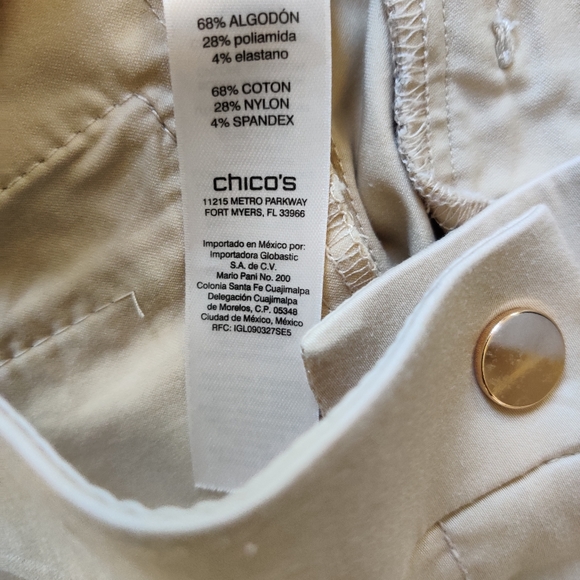 68% ALGODÓN
28% poliamida
4% elastano
68% COTON
28% NYLON
4% SPANDEX
chico's
11215 METRO PARKWAY
FORT MYERS, FL 33966
Importado en México por:
Importadora Globastic
S.A. de C.V.
Mario Pani No. 200
Colonia Santa Fe Cuajimalpa
Delegación Cuajimalpa
de Morelos, C.P. 05348
Ciudad de México, México
RFC: IGL090327SE5